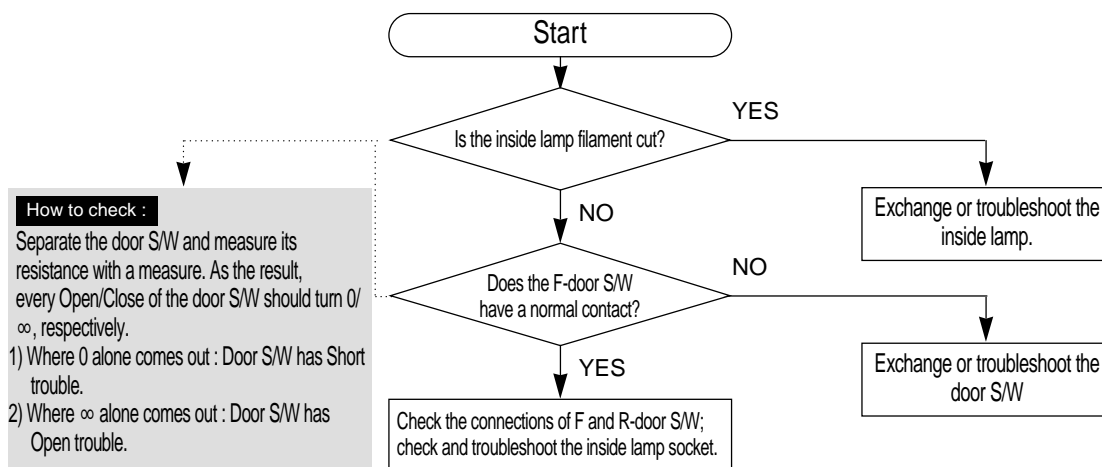 Start
Is the inside lamp filament cut?
YES
Exchange or troubleshoot the
inside lamp.
NO
How to check :
Separate the door S/W and measure its
resistance with a measure. As the result,
every Open/Close of the door S/W should turn 0/
∞, respectively.
1) Where 0 alone comes out : Door S/W has Short
trouble.
2) Where ∞ alone comes out : Door S/W has
Open trouble.
Does the F-door S/W
have a normal contact?
NO
Exchange or troubleshoot the
door S/W
YES
Check the connections of F and R-door S/W;
check and troubleshoot the inside lamp socket.